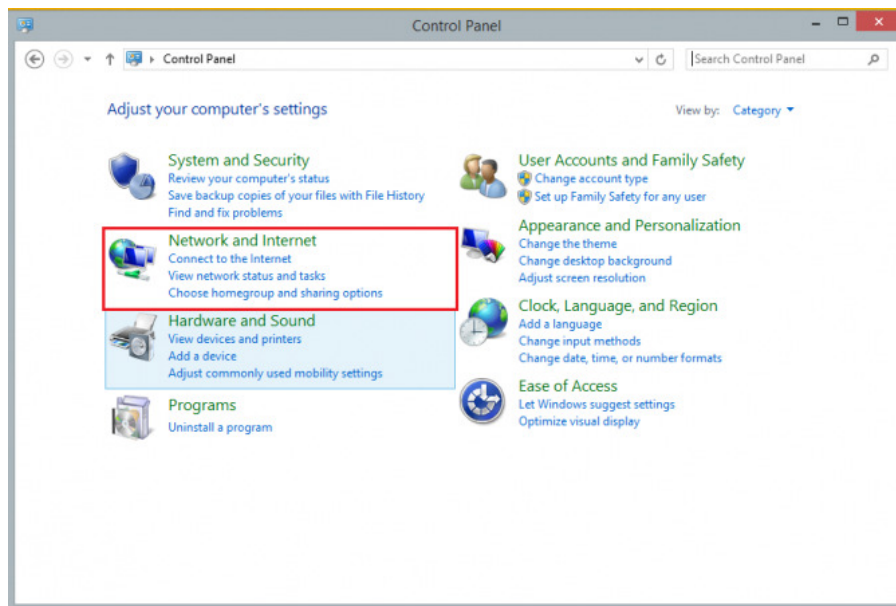 Control Panel
Control Panel
Search Control Panel
Adjust your computer's settings
View by: Category
System and Security
Review your computer's status
Save backup copies of your files with File History
Find and fix problems
Network and Internet
Connect to the Internet
View network status and tasks
Choose homegroup and sharing options
Hardware and Sound
View devices and printers
Add a device
Adjust commonly used mobility settings
Programs
Uninstall a program
User Accounts and Family Safety
Change account type
Set up Family Safety for any user
Appearance and Personalization
Change the theme
Change desktop background
Adjust screen resolution
Clock, Language, and Region
Add a language
Change input methods
Change date, time, or number formats
Ease of Access
Let Windows suggest settings
Optimize visual display